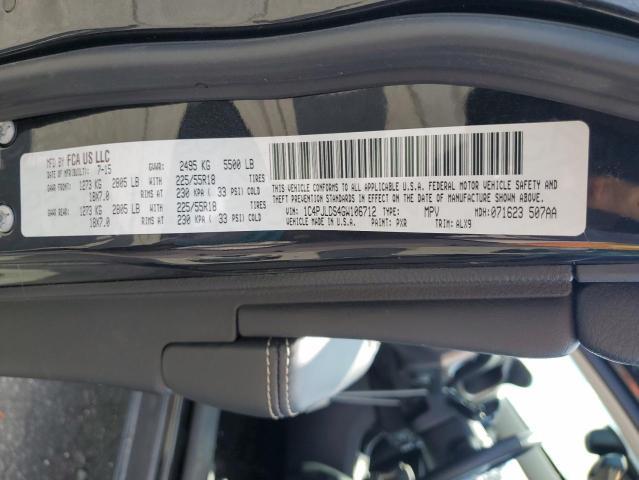 MFD BY: FCA US LLC
DATE OF MFR(BUILT): 7-15
GVWR: 2495 KG 5500 LB
GAWR FRONT: 1273 KG 2805 LB WITH 225/55R18 TIRES
18X7.0 RIMS AT 230 KPA ( 33 PSI) COLD
GAWR REAR: 1273 KG 2805 LB WITH 225/55R18 TIRES
18X7.0 RIMS AT 230 KPA ( 33 PSI) COLD
THIS VEHICLE CONFORMS TO ALL APPLICABLE U.S.A. FEDERAL MOTOR VEHICLE SAFETY,
BUMPER, AND THEFT PREVENTION STANDARDS IN EFFECT ON THE DATE OF MANUFACTURE
SHOWN ABOVE.
VIN: 1C4PJLDS4GW106712 TYPE: MPV MDH: 071623 507AA
VEHICLE MADE IN U.S.A. PAINT: PXR TRIM: ALX9